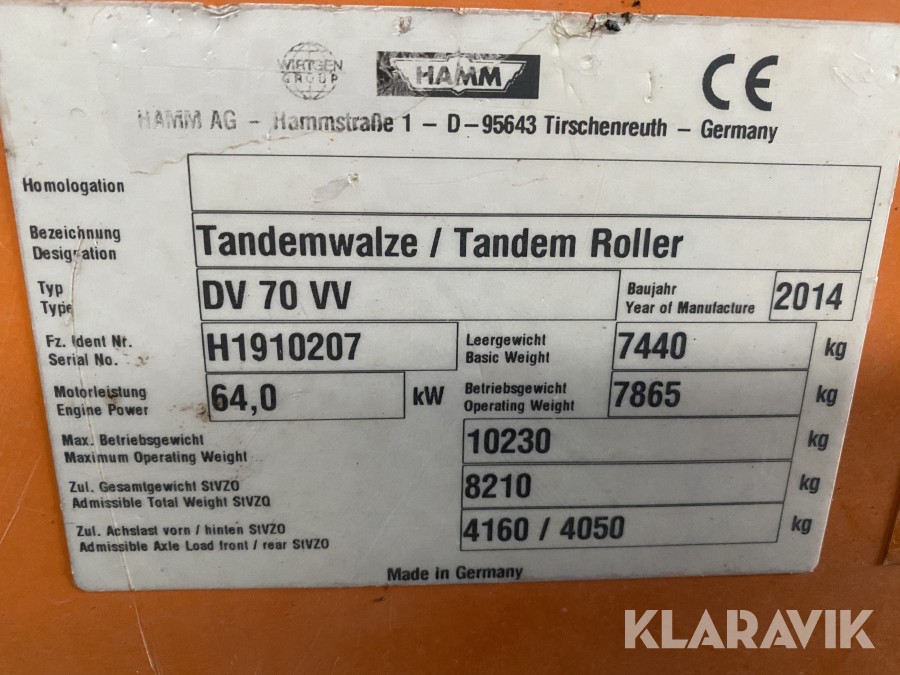 WIRTGEN
GROUP
HAMM
CE
HAMM AG – Hammstraße 1 – D–95643 Tirschenreuth – Germany
Homologation
Bezeichnung
Designation
Tandemwalze / Tandem Roller
Typ
Type
DV 70 VV
Baujahr
Year of Manufacture
2014
Fz. Ident Nr.
Serial No.
H1910207
Leergewicht
Basic Weight
7440 kg
Motorleistung
Engine Power
64,0 kW
Betriebsgewicht
Operating Weight
7865 kg
Max. Betriebsgewicht
Maximum Operating Weight
10230 kg
Zul. Gesamtgewicht StVZO
Admissible Total Weight StVZO
8210 kg
Zul. Achslast vorn / hinten StVZO
Admissible Axle Load front / rear StVZO
4160 / 4050 kg
Made in Germany
KLARAVIK